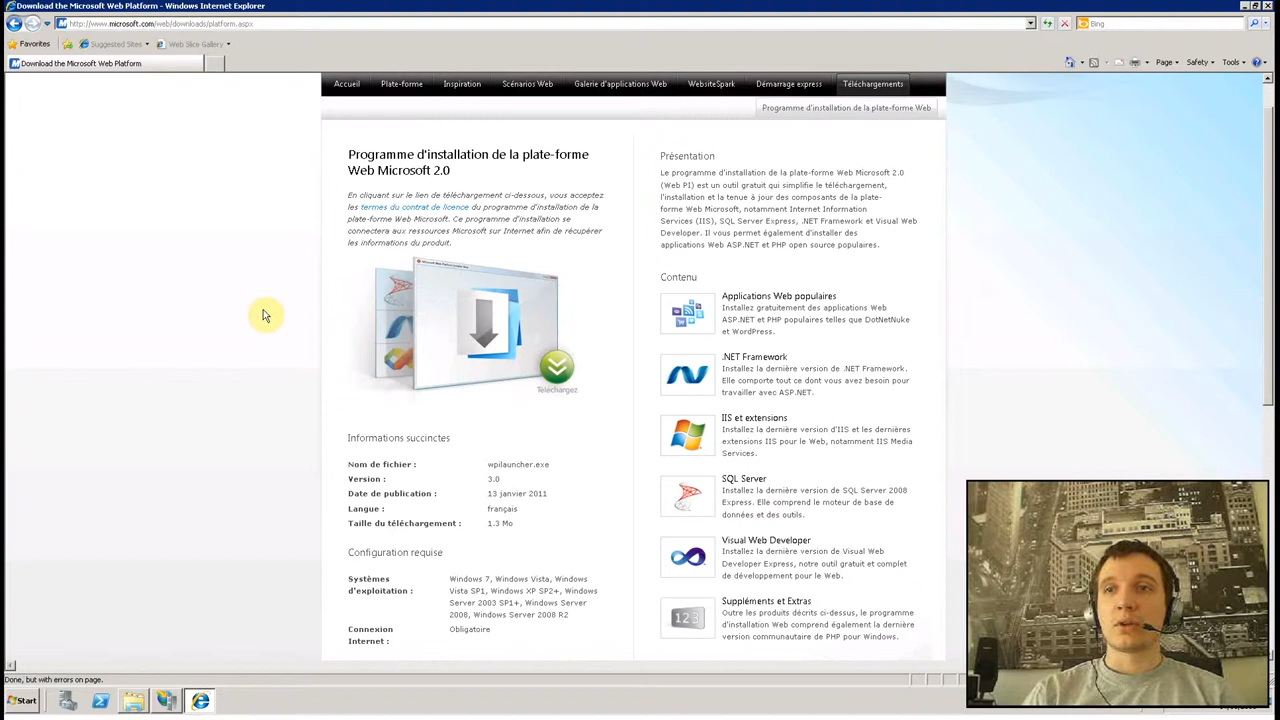 Download the Microsoft Web Platform - Windows Internet Explorer
http://www.microsoft.com/web/downloads/platform.aspx
Bing
Favorites
Suggested Sites
Web Slice Gallery
Download the Microsoft Web Platform
Page
Safety
Tools
Accueil
Plate-forme
Inspiration
Scénarios Web
Galerie d'applications Web
WebsiteSpark
Démarrage express
Téléchargements
Programme d'installation de la plate-forme Web
Programme d'installation de la plate-forme
Web Microsoft 2.0
En cliquant sur le lien de téléchargement ci-dessous, vous acceptez
les termes du contrat de licence du programme d'installation de la
plate-forme Web Microsoft. Ce programme d'installation se
connectera aux ressources Microsoft sur Internet afin de récupérer
les informations du produit.
Téléchargez
Informations succinctes
Nom de fichier : wpilauncher.exe
Version : 3.0
Date de publication : 13 janvier 2011
Langue : français
Taille du téléchargement : 1.3 Mo
Configuration requise
Systèmes Windows 7, Windows Vista, Windows
d'exploitation : Vista SP1, Windows XP SP2+, Windows
Server 2003 SP1+, Windows Server
2008, Windows Server 2008 R2
Connexion Obligatoire
Internet :
Présentation
Le programme d'installation de la plate-forme Web Microsoft 2.0
(Web PI) est un outil gratuit qui simplifie le téléchargement,
l'installation et la tenue à jour des composants de la plate-
forme Web Microsoft, notamment Internet Information
Services (IIS), SQL Server Express, .NET Framework et Visual Web
Developer. Il vous permet également d'installer des
applications Web ASP.NET et PHP open source populaires.
Contenu
Applications Web populaires
Installez gratuitement des applications Web
ASP.NET et PHP populaires telles que DotNetNuke
et WordPress.
.NET Framework
Installez la dernière version de .NET Framework.
Elle comporte tout ce dont vous avez besoin pour
travailler avec ASP.NET.
IIS et extensions
Installez la dernière version d'IIS et les dernières
extensions IIS pour le Web, notamment IIS Media
Services.
SQL Server
Installez la dernière version de SQL Server 2008
Express. Elle comprend le moteur de base de
données et des outils.
Visual Web Developer
Installez la dernière version de Visual Web
Developer Express, notre outil gratuit et complet
de développement pour le Web.
123
Suppléments et Extras
Outre les produits décrits ci-dessus, le programme
d'installation Web comprend également la dernière
version communautaire de PHP pour Windows.
Done, but with errors on page.
Start